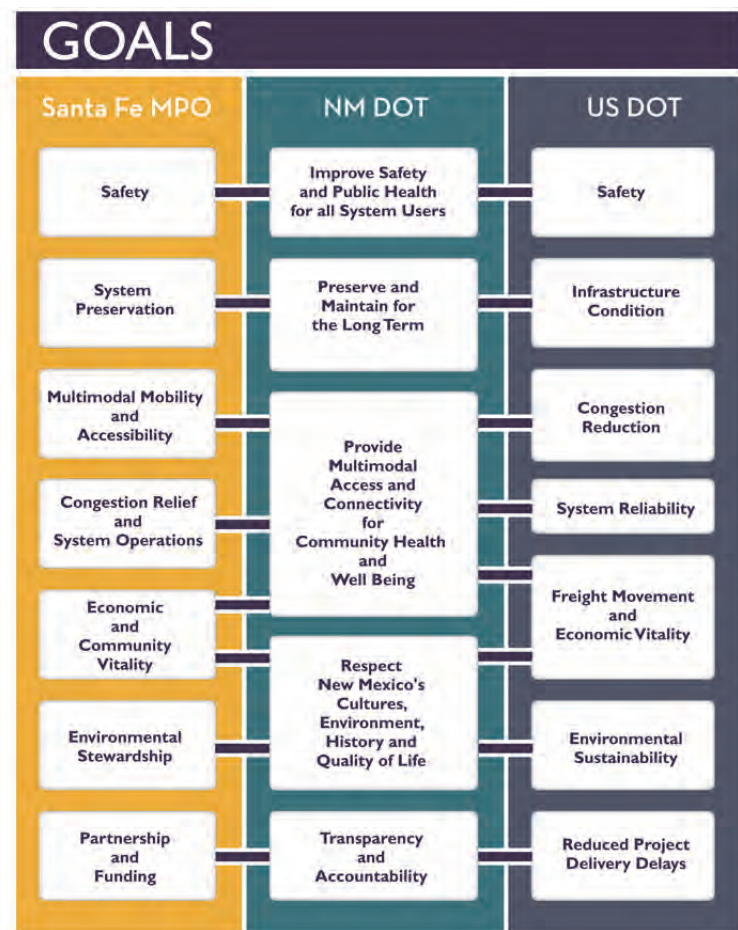 GOALS
Santa Fe MPO
NM DOT
US DOT
Safety
Improve Safety
and Public Health
for all System Users
Safety
System
Preservation
Preserve and
Maintain for
the Long Term
Infrastructure
Condition
Multimodal Mobility
and
Accessibility
Provide
Multimodal
Access and
Connectivity
for
Community Health
and
Well Being
Congestion
Reduction
Congestion Relief
and
System Operations
System Reliability
Economic
and
Community
Vitality
Freight Movement
and
Economic Vitality
Respect
New Mexico's
Cultures,
Environment,
History and
Quality of Life
Environmental
Stewardship
Environmental
Sustainability
Partnership
and
Funding
Transparency
and
Accountability
Reduced Project
Delivery Delays